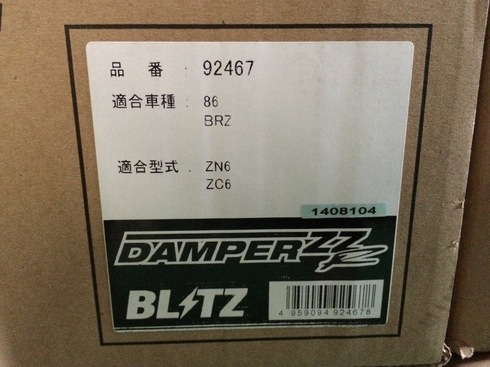 品 番 : 92467
適合車種 : 86
BRZ
適合型式 : ZN6
ZC6
1408104
DAMPER ZZ-R
BLITZ
4 959094 924678